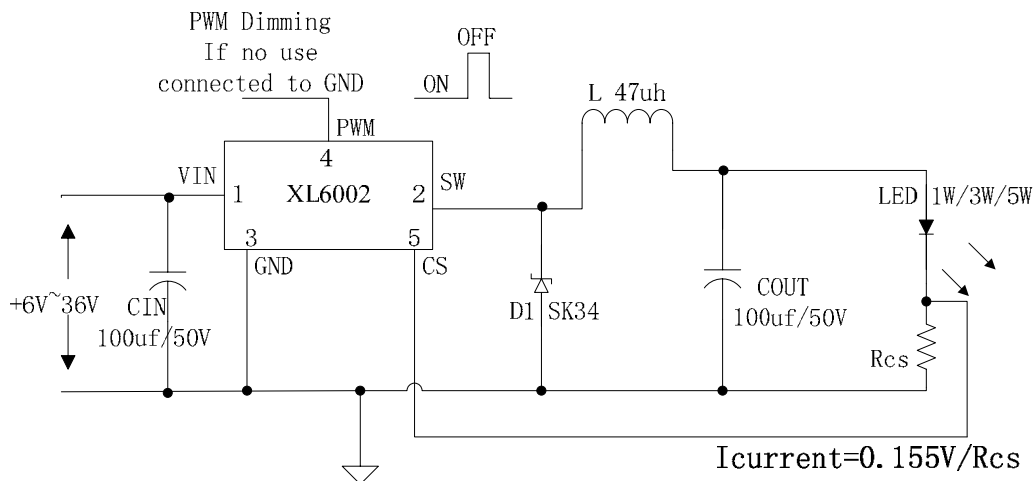 PWM Dimming
If no use
connected to GND
OFF
ON
L 47uh
PWM
4
VIN
1
XL6002
2
SW
LED 1W/3W/5W
3
5
GND
CS
+6V~36V
CIN
100uf/50V
D1 SK34
COUT
100uf/50V
Rcs
Icurrent=0.155V/Rcs